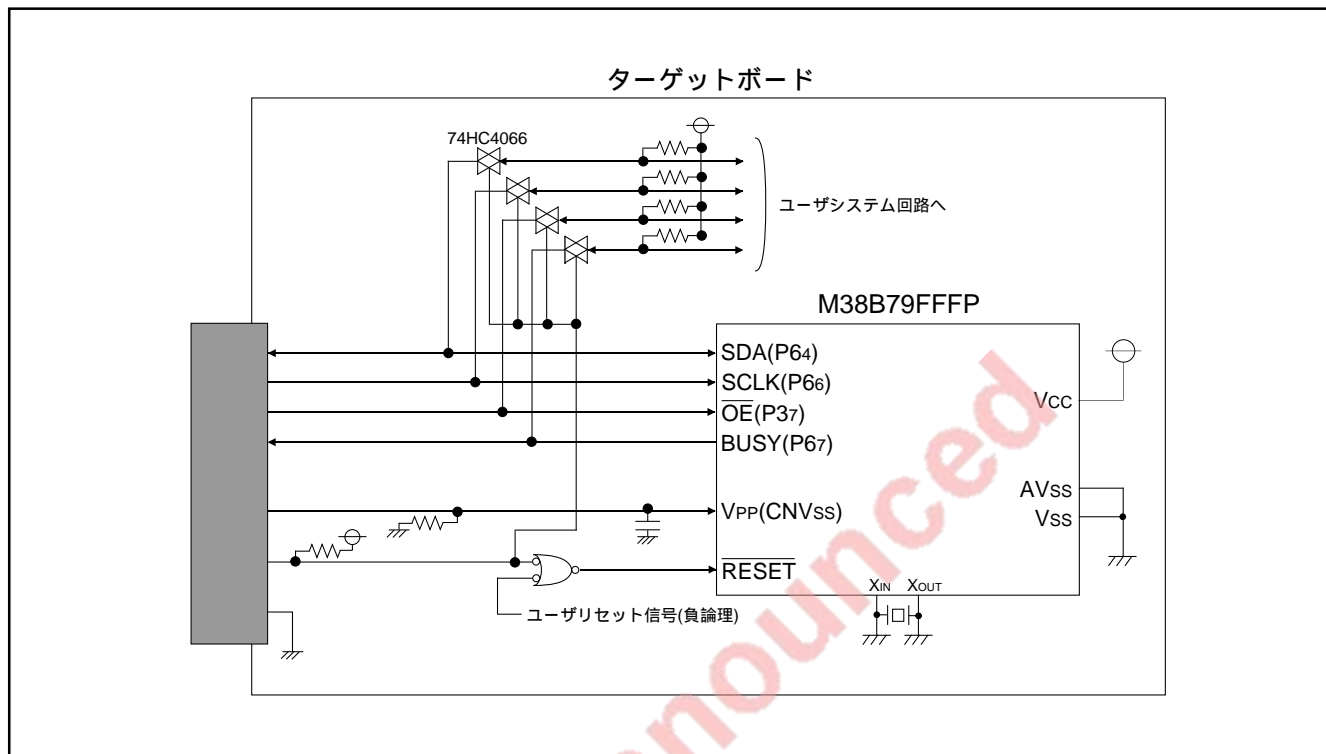 ターゲットボード
74HC4066
ユーザシステム回路へ
M38B79FFFP
SDA(P64)
SCLK(P66)
OE(P37)
BUSY(P67)
VPP(CNVSS)
RESET
VCC
AVSS
VSS
XIN XOUT
ユーザリセット信号(負論理)